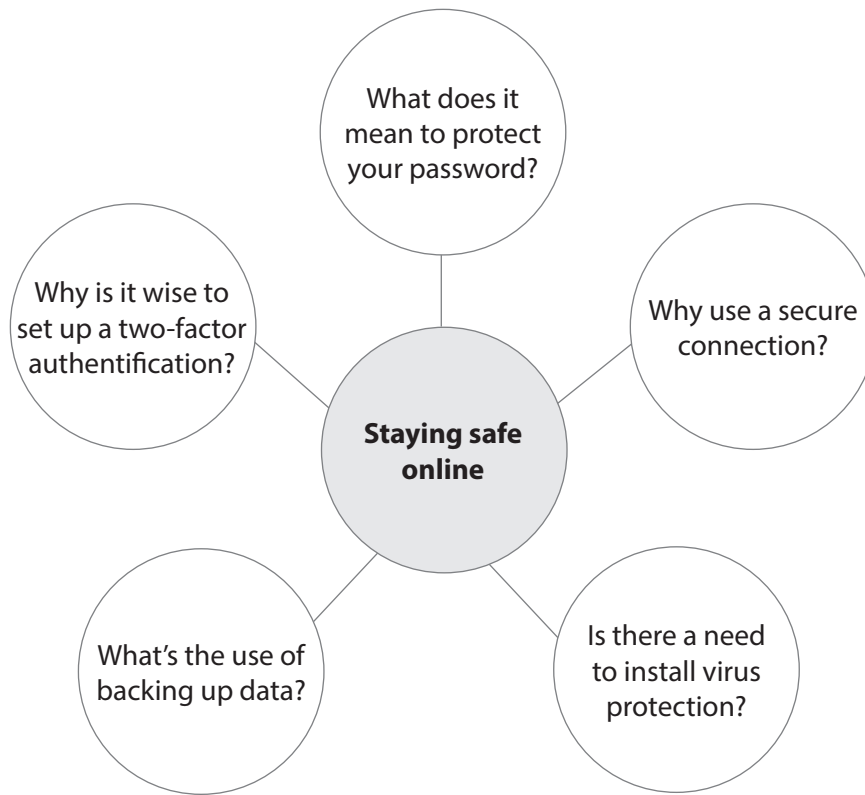 What does it
mean to protect
your password?
Why is it wise to
set up a two-factor
authentification?
Why use a secure
connection?
Staying safe
online
What’s the use of
backing up data?
Is there a need
to install virus
protection?